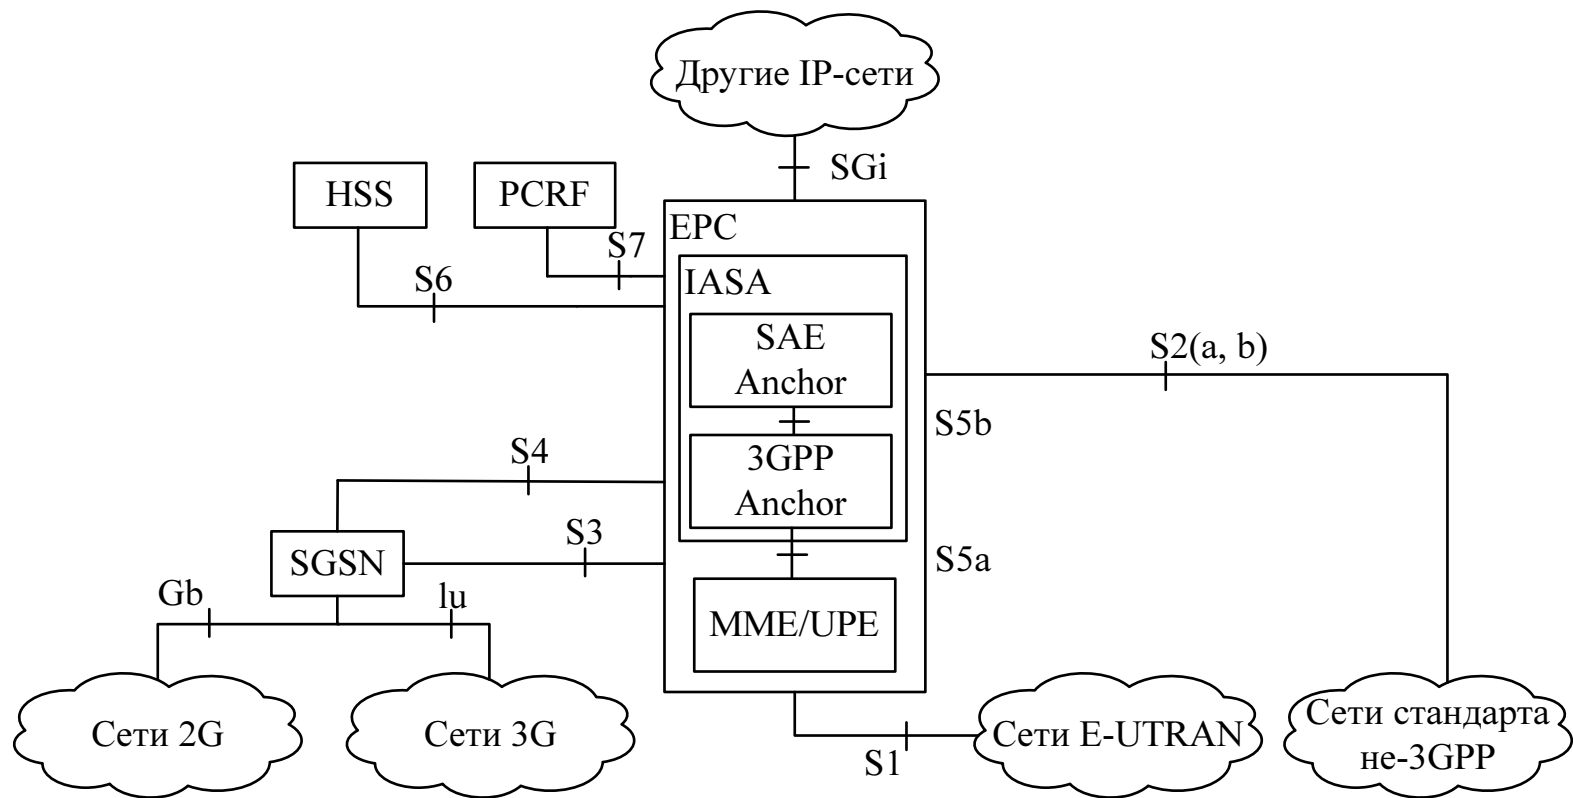 Другие IP-сети
SGi
HSS
PCRF
EPC
S7
IASA
S6
SAE
Anchor
S2(a, b)
S5b
3GPP
Anchor
S4
S3
SGSN
S5a
Gb
lu
MME/UPE
Сети 2G
Сети 3G
Сети E-UTRAN
S1
Сети стандарта
не-3GPP